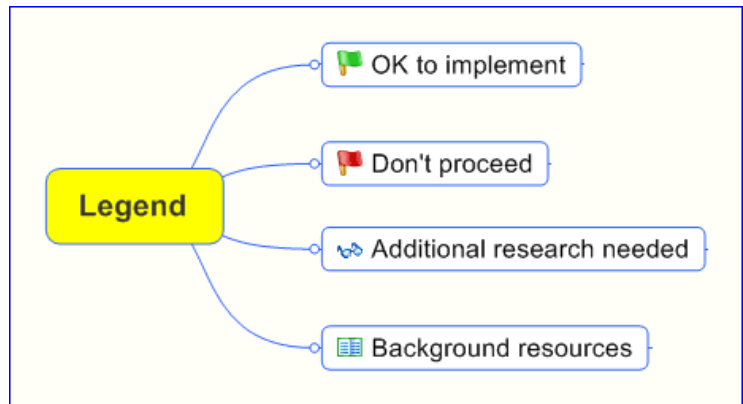 OK to implement
Don't proceed
Legend
Additional research needed
Background resources